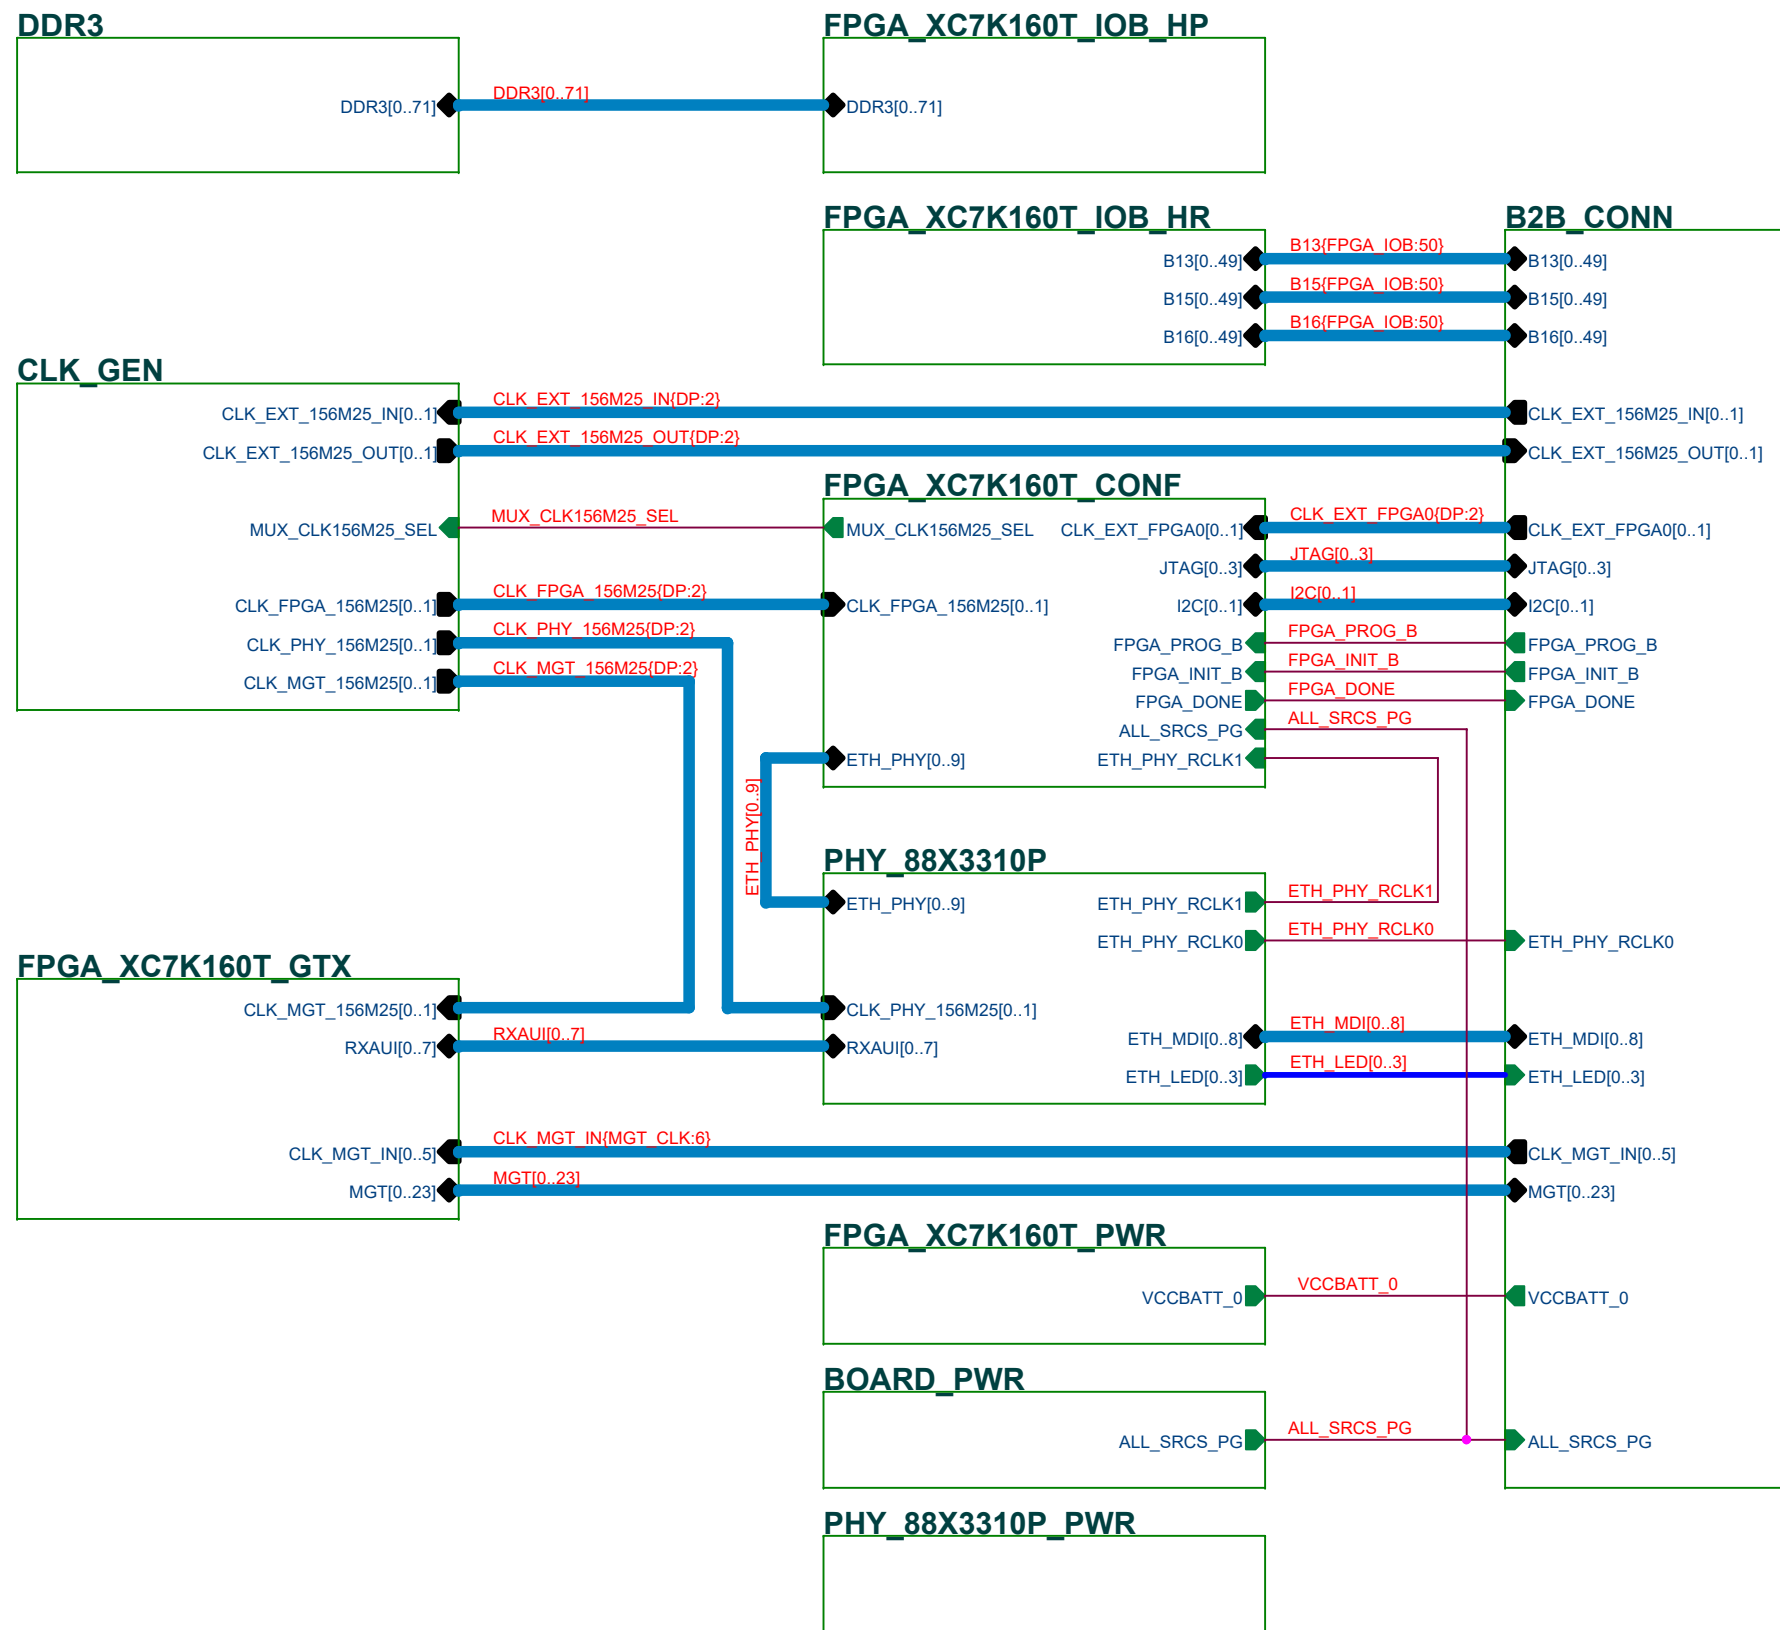 DDR3
FPGA_XC7K160T_IOB_HP
DDR3[0..71]
DDR3[0..71]
DDR3[0..71]
FPGA_XC7K160T_IOB_HR
B2B_CONN
B13[0..49]
B13{FPGA_IOB:50}
B13[0..49]
B15[0..49]
B15{FPGA_IOB:50}
B15[0..49]
B16[0..49]
B16{FPGA_IOB:50}
B16[0..49]
CLK_GEN
CLK_EXT_156M25_IN[0..1]
CLK_EXT_156M25_IN{DP:2}
CLK_EXT_156M25_IN[0..1]
CLK_EXT_156M25_OUT[0..1]
CLK_EXT_156M25_OUT{DP:2}
CLK_EXT_156M25_OUT[0..1]
FPGA_XC7K160T_CONF
MUX_CLK156M25_SEL
MUX_CLK156M25_SEL
MUX_CLK156M25_SEL
CLK_EXT_FPGA0[0..1]
CLK_EXT_FPGA0{DP:2}
CLK_EXT_FPGA0[0..1]
JTAG[0..3]
JTAG[0..3]
JTAG[0..3]
CLK_FPGA_156M25[0..1]
CLK_FPGA_156M25{DP:2}
CLK_FPGA_156M25[0..1]
I2C[0..1]
I2C[0..1]
I2C[0..1]
CLK_PHY_156M25[0..1]
CLK_PHY_156M25{DP:2}
FPGA_PROG_B
FPGA_PROG_B
FPGA_PROG_B
CLK_MGT_156M25[0..1]
CLK_MGT_156M25{DP:2}
FPGA_INIT_B
FPGA_INIT_B
FPGA_INIT_B
FPGA_DONE
FPGA_DONE
FPGA_DONE
ALL_SRCS_PG
ALL_SRCS_PG
ETH_PHY[0..9]
ETH_PHY_RCLK1
ETH_PHY[0..9]
PHY_88X3310P
ETH_PHY[0..9]
ETH_PHY_RCLK1
ETH_PHY_RCLK1
ETH_PHY_RCLK0
ETH_PHY_RCLK0
ETH_PHY_RCLK0
FPGA_XC7K160T_GTX
CLK_MGT_156M25[0..1]
CLK_PHY_156M25[0..1]
RXAUI[0..7]
RXAUI[0..7]
RXAUI[0..7]
ETH_MDI[0..8]
ETH_MDI[0..8]
ETH_MDI[0..8]
ETH_LED[0..3]
ETH_LED[0..3]
ETH_LED[0..3]
CLK_MGT_IN[0..5]
CLK_MGT_IN{MGT_CLK:6}
CLK_MGT_IN[0..5]
MGT[0..23]
MGT[0..23]
MGT[0..23]
FPGA_XC7K160T_PWR
VCCBATT_0
VCCBATT_0
VCCBATT_0
BOARD_PWR
ALL_SRCS_PG
ALL_SRCS_PG
ALL_SRCS_PG
PHY_88X3310P_PWR